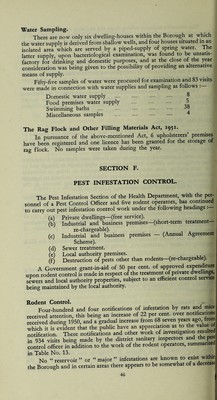 Water Sampling.
There are now only six dwelling-houses within the Borough at which
the water supply is derived from shallow wells, and four houses situated in an
isolated area which are served by a piped-supply of spring water. The
latter supply, upon bacteriological examination, was found to be unsatis-
factory for drinking and domestic purposes, and at the close of the year
consideration was being given to the possibility of providing an alternative
means of supply.
Fifty-five samples of water were procured for examination and 83 visits
were made in connection with water supplies and sampling as follows :—
Domestic water supply ... 8
Food premises water supply ... 5
Swimming baths ... 38
Miscellaneous samples ... 4
The Rag Flock and Other Filling Materials Act, 1951.
In pursuance of the above-mentioned Act, 6 upholsterers' premises
have been registered and one licence has been granted for the storage of
rag flock. No samples were taken during the year.
SECTION F.
PEST INFESTATION CONTROL.
The Pest Infestation Section of the Health Department, with the per-
sonnel of a Pest Control Officer and five rodent operators, has continued
to carry out pest infestation control work under the following headings :—
(a) Private dwellings—(free service).
(b) Industrial and business premises—(short-term treatment—
re-chargeable).
(c) Industrial and business premises — (Annual Agreement
Scheme).
(d) Sewer treatment.
(e) Local authority premises.
(f) Destruction of pests other than rodents—(re-chargeable).
A Government grant-in-aid of 50 per cent. of approved expenditure
upon rodent control is made in respect of the treatment of private dwellings,
sewers and local authority properties, subject to an efficient control service
being maintained by the local authority.
Rodent Control.
Four-hundred and four notifications of infestation by rats and mice
received attention, this being an increase of 22 per cent. over notifications
received during 1950, and a gradual increase from 68 seven years ago, from
which it is evident that the public have an appreciation as to the value of
notification. These notifications and other work of investigation resulted
in 934 visits being made by the district sanitary inspectors and the pest
control officer in addition to the work of the rodent operators, summarised
in Table No. 13.
No " reservoir " or " major " infestations are known to exist within
the Borough and in certain areas there appears to be somewhat of a decrease
46